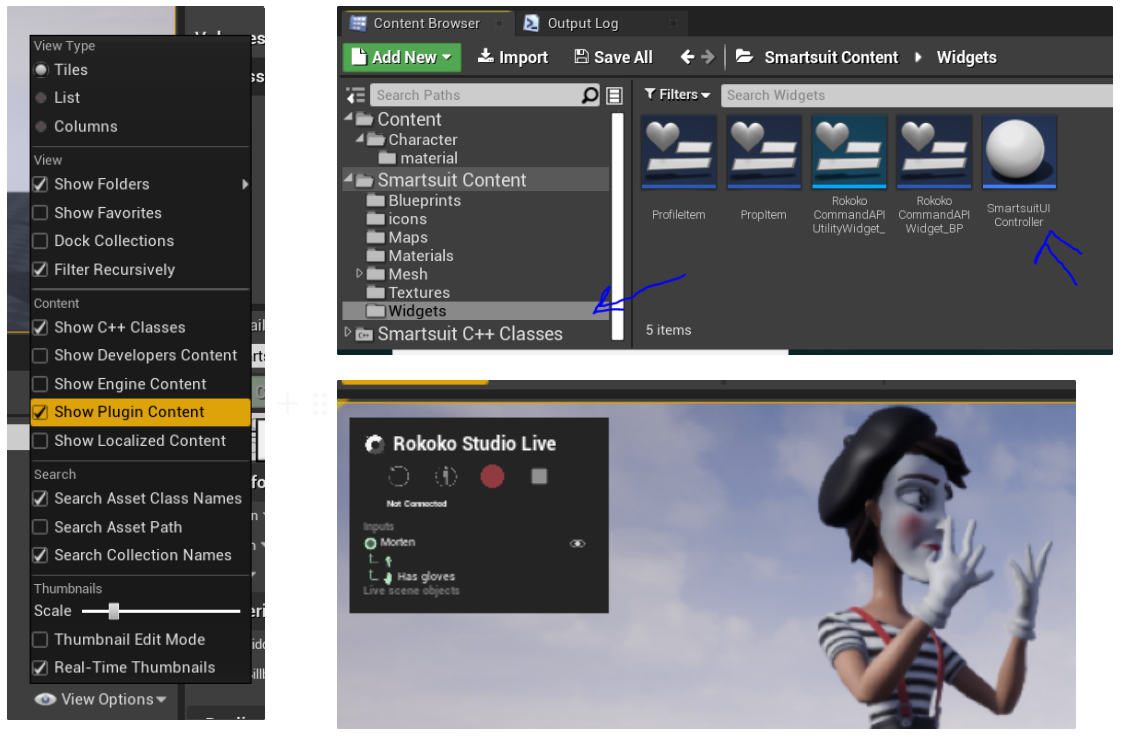 View Type
Tiles
List
Columns
View
Show Folders
Show Favorites
Dock Collections
Filter Recursively
Content
Show C++ Classes
Show Developers Content
Show Engine Content
Show Plugin Content
Show Localized Content
Search
Search Asset Class Names
Search Asset Path
Search Collection Names
Thumbnails
Scale
Thumbnail Edit Mode
Real-Time Thumbnails
View Options
Content Browser
Output Log
Add New
Import
Save All
Smartsuit Content
Widgets
Search Paths
Filters
Search Widgets
Content
Character
material
Smartsuit Content
Blueprints
icons
Maps
Materials
Mesh
Textures
Widgets
Smartsuit C++ Classes
ProfileItem
PropItem
Rokoko
CommandAPI
UtilityWidget_
Rokoko
CommandAPI
Widget_BP
SmartsuitUI
Controller
5 items
Rokoko Studio Live
Not Connected
Inputs
Morten
Has gloves
Live scene objects